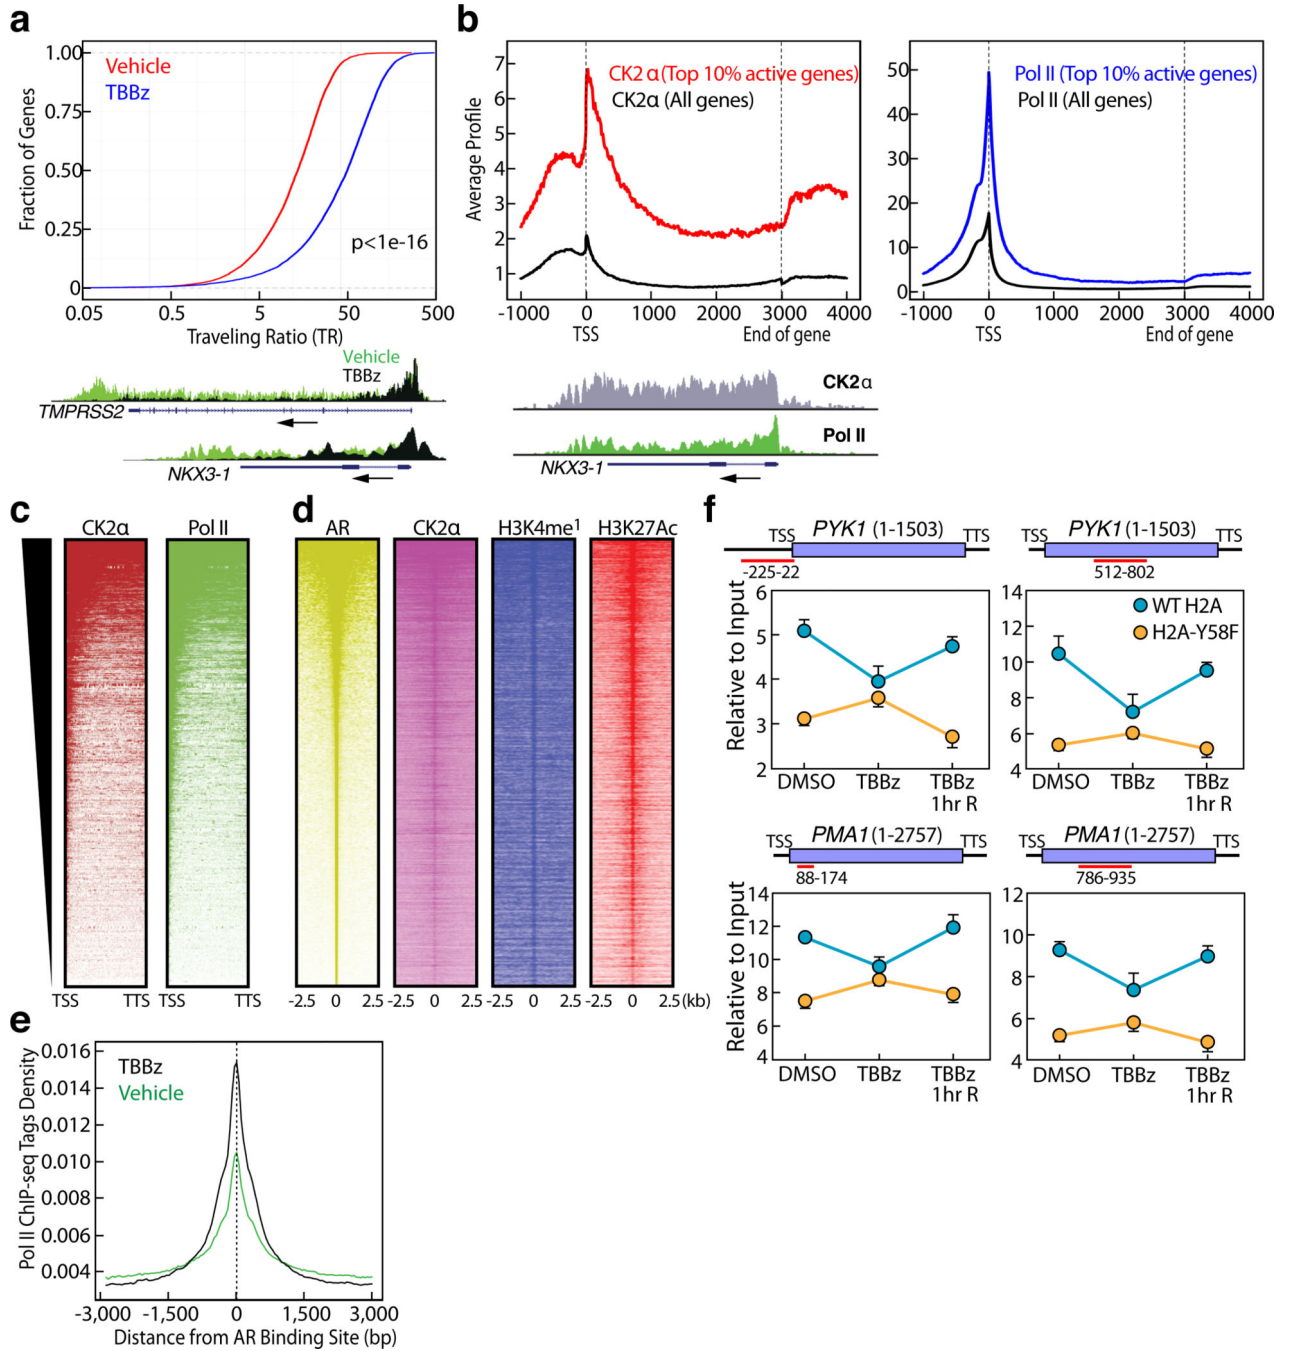 a
1.00
0.75
0.50
0.25
0
Fraction of Genes
Vehicle
TBBz
p<1e-16
0.05 0.5 5 50 500
Traveling Ratio (TR)
Vehicle
TBBz
TMPRSS2
NKX3-1
b
7
6
5
4
3
2
1
Average Profile
CK2 α(Top 10% active genes)
CK2α (All genes)
-1000 0 1000 2000 3000 4000
TSS End of gene
50
40
30
20
10
0
Pol II (Top 10% active genes)
Pol II (All genes)
-1000 0 1000 2000 3000 4000
TSS End of gene
CK2α
Pol II
NKX3-1
c
CK2α Pol II
TSS TTS TSS TTS
d
AR CK2α H3K4me1 H3K27Ac
-2.5 0 2.5 -2.5 0 2.5 -2.5 0 2.5 -2.5 0 2.5(kb)
e
0.016
0.014
0.012
0.010
0.008
0.006
0.004
Pol II ChIP-seq Tags Density
TBBz
Vehicle
-3,000 -1,500 0 1,500 3,000
Distance from AR Binding Site (bp)
f
TSS PYK1 (1-1503) TTS
-225-22
6
5
4
3
2
Relative to Input
DMSO TBBz TBBz
1hr R
TSS PYK1 (1-1503) TTS
512-802
14
12
10
8
6
4
WT H2A
H2A-Y58F
DMSO TBBz TBBz
1hr R
TSS PMA1 (1-2757) TTS
88-174
14
12
10
8
6
4
Relative to Input
DMSO TBBz TBBz
1hr R
TSS PMA1 (1-2757) TTS
786-935
12
10
8
6
4
DMSO TBBz TBBz
1hr R